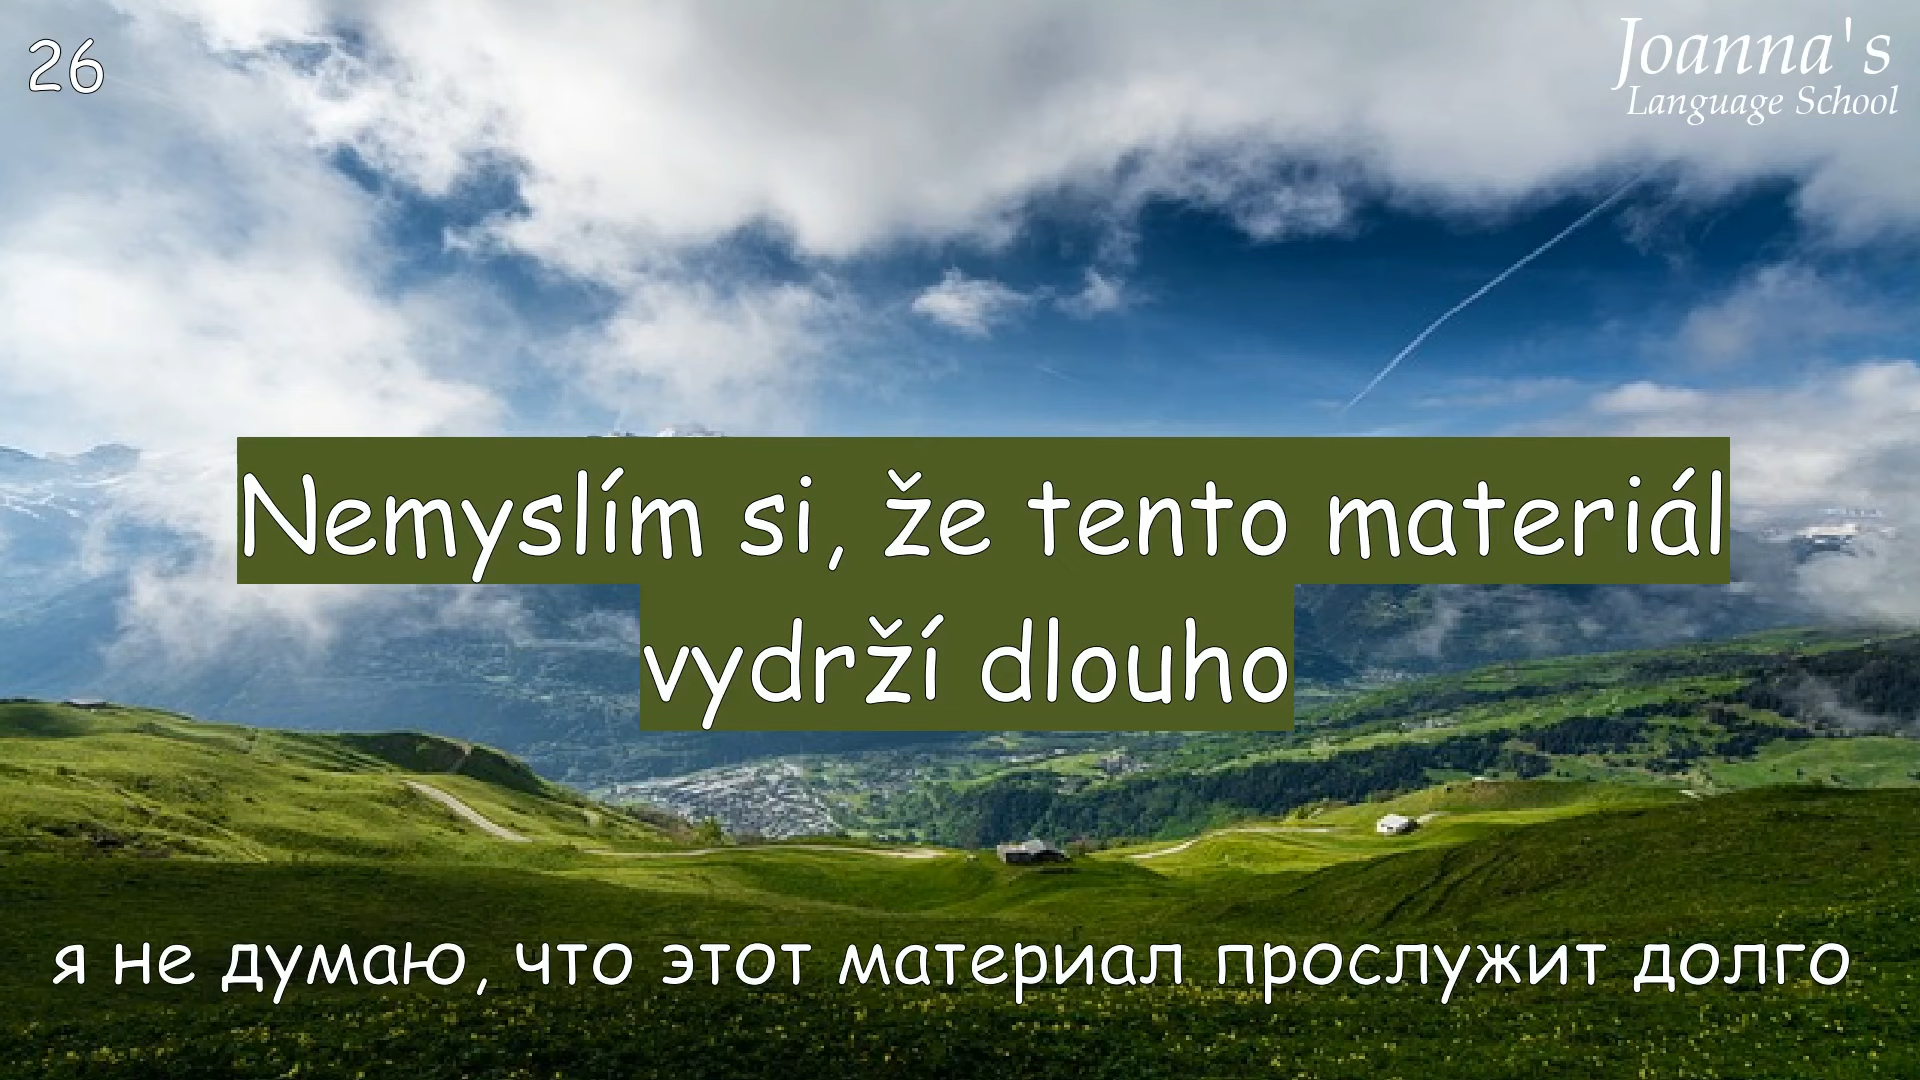 26
Joanna's
Language School
Nemyslím si, že tento materiál
vydrží dlouho
я не думаю, что этот материал прослужит долго